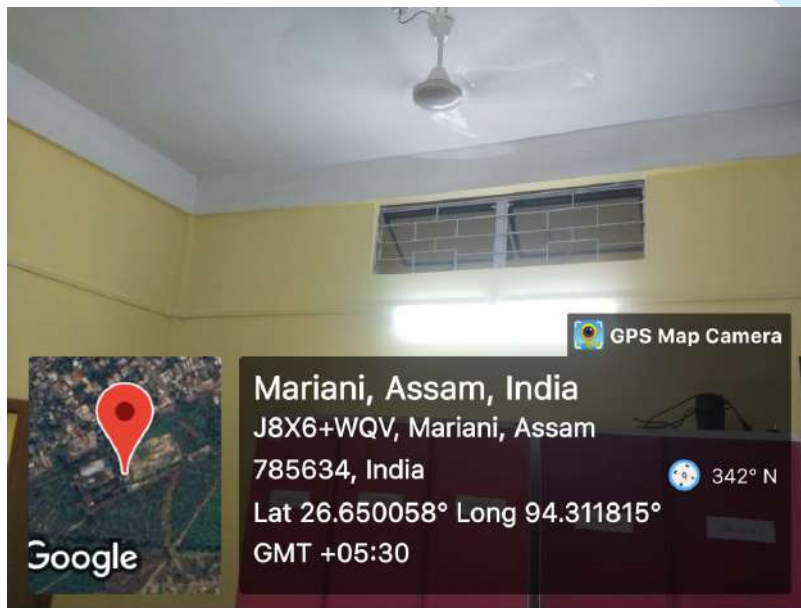 GPS Map Camera
Mariani, Assam, India
J8X6+WQV, Mariani, Assam
785634, India
342° N
Lat 26.650058° Long 94.311815°
GMT +05:30
Google